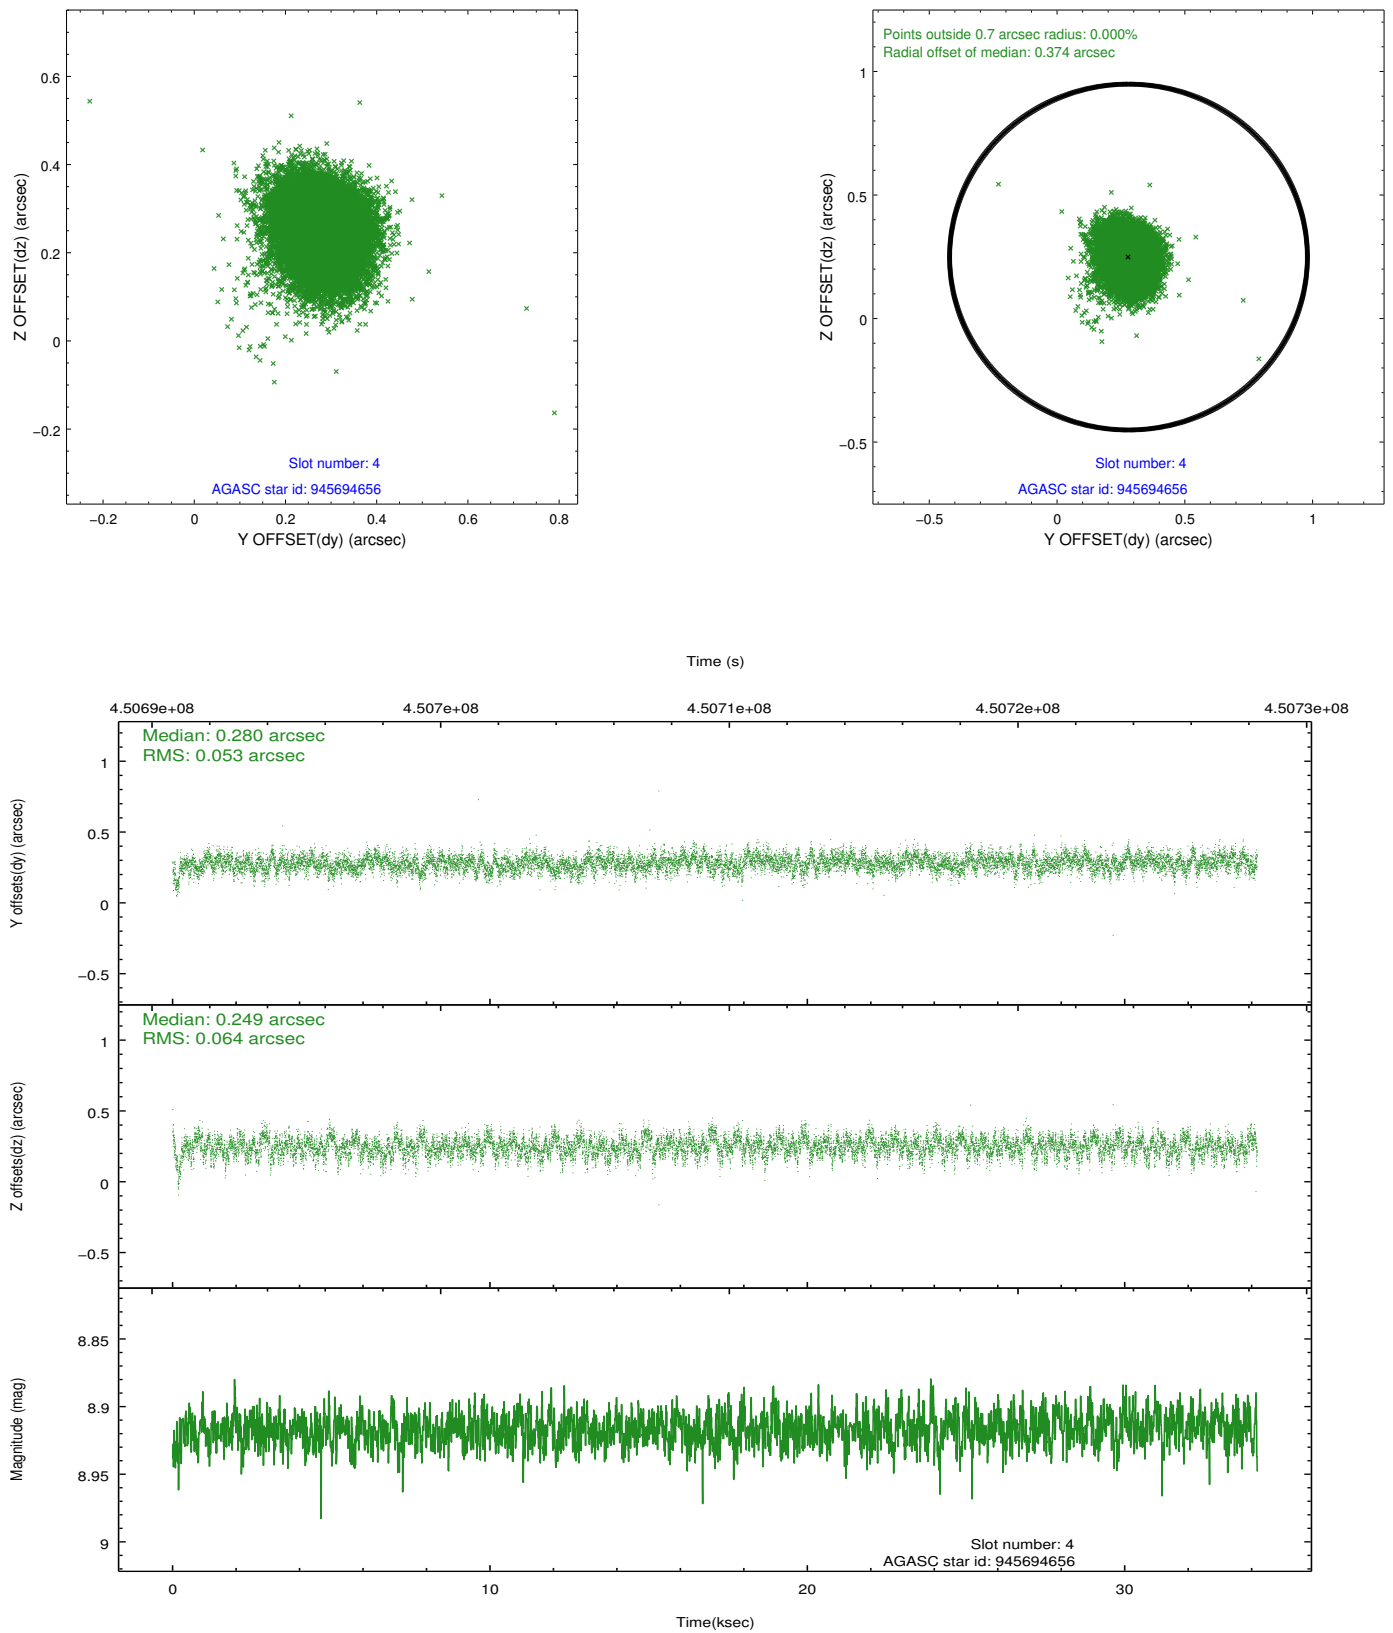 0.6
0.4
0.2
0
−0.2
Z OFFSET(dz) (arcsec)
Slot number: 4
AGASC star id: 945694656
−0.2 0 0.2 0.4 0.6 0.8
Y OFFSET(dy) (arcsec)
Points outside 0.7 arcsec radius: 0.000%
Radial offset of median: 0.374 arcsec
1
0.5
0
−0.5
Z OFFSET(dz) (arcsec)
Slot number: 4
AGASC star id: 945694656
−0.5 0 0.5 1
Y OFFSET(dy) (arcsec)
Time (s)
4.5069e+08 4.507e+08 4.5071e+08 4.5072e+08 4.5073e+08
Median: 0.280 arcsec
RMS: 0.053 arcsec
1
0.5
0
−0.5
Y offsets(dy) (arcsec)
Median: 0.249 arcsec
RMS: 0.064 arcsec
1
0.5
0
−0.5
Z offsets(dz) (arcsec)
8.85
8.9
8.95
9
Magnitude (mag)
Slot number: 4
AGASC star id: 945694656
0 10 20 30
Time(ksec)